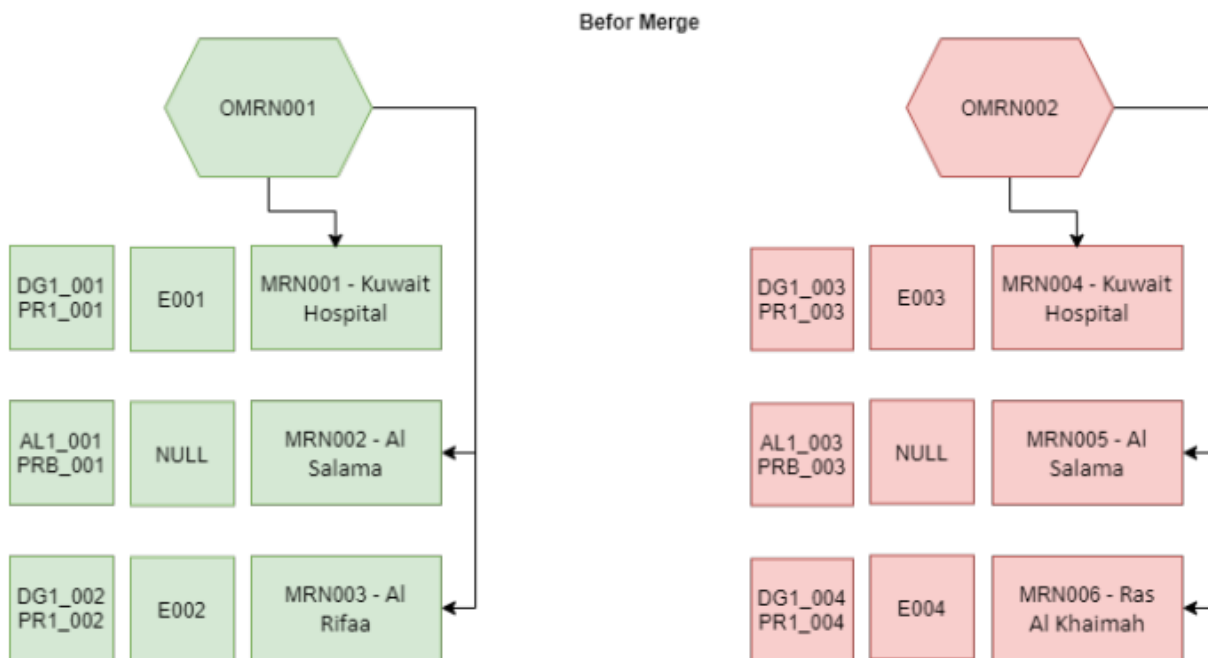 Befor Merge
OMRN001
OMRN002
DG1_001
PR1_001
E001
MRN001 - Kuwait
Hospital
DG1_003
PR1_003
E003
MRN004 - Kuwait
Hospital
AL1_001
PRB_001
NULL
MRN002 - Al
Salama
AL1_003
PRB_003
NULL
MRN005 - Al
Salama
DG1_002
PR1_002
E002
MRN003 - Al
Rifaa
DG1_004
PR1_004
E004
MRN006 - Ras
Al Khaimah